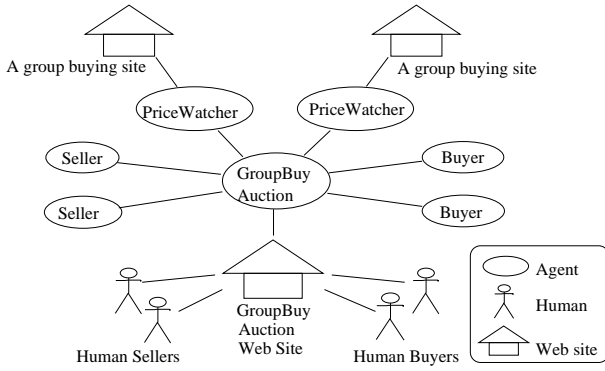 A group buying site
A group buying site
PriceWatcher
PriceWatcher
Seller
GroupBuy
Auction
Buyer
Seller
Buyer
GroupBuy
Auction
Web Site
Human Sellers
Human Buyers
Agent
Human
Web site